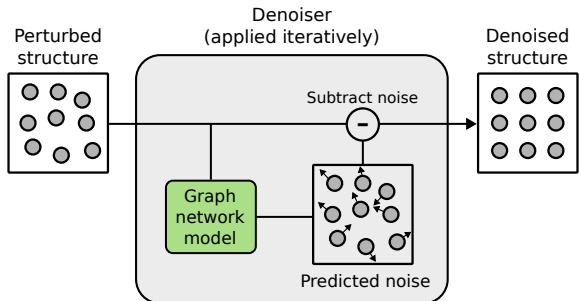 Perturbed
structure
Denoiser
(applied iteratively)
Denoised
structure
Subtract noise
-
Graph
network
model
Predicted noise